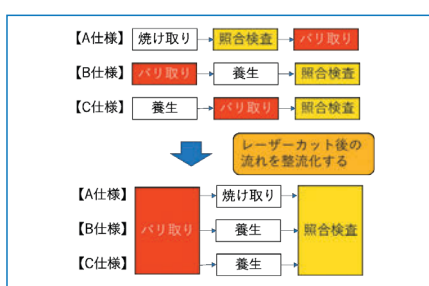 【A仕様】 焼け取り 照合検査 バリ取り
【B仕様】 バリ取り 養生 照合検査
【C仕様】 養生 バリ取り 照合検査
レーザーカット後の
流れを整流化する
【A仕様】 焼け取り
【B仕様】 バリ取り 養生 照合検査
【C仕様】 養生